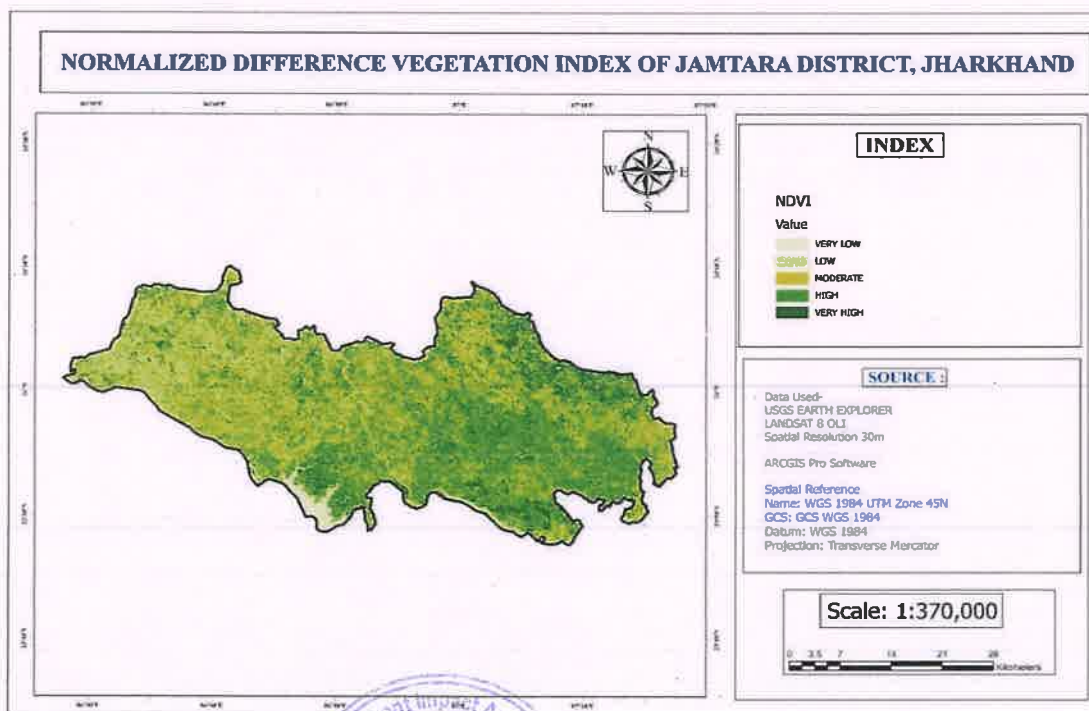 NORMALIZED DIFFERENCE VEGETATION INDEX OF JAMTARA DISTRICT, JHARKHAND
N
W E
S
INDEX
NDVI
Value
VERY LOW
LOW
MODERATE
HIGH
VERY HIGH
SOURCE :
Data Used-
USGS EARTH EXPLORER
LANDSAT 8 OLI
Spatial Resolution 30m
ARCGIS Pro Software
Spatial Reference
Name: WGS 1984 UTM Zone 45N
GCS: GCS WGS 1984
Datum: WGS 1984
Projection: Transverse Mercator
Scale: 1:370,000
0 3.5 7 14 21 28
Kilometers
Impact